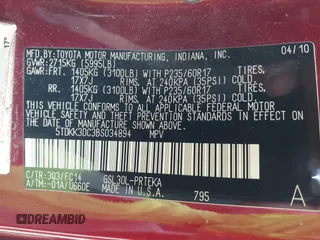 MFD. BY: TOYOTA MOTOR MANUFACTURING, INDIANA, INC. 04/10
GVWR: 2715KG (5995LB)
GAWR: FRT. 1405KG (3100LB) WITH P235/60R17 TIRES,
17X7J RIMS, AT 240KPA (35PSI) COLD.
RR. 1405KG (3100LB) WITH P235/60R17 TIRES,
17X7J RIMS, AT 240KPA (35PSI) COLD.
THIS VEHICLE CONFORMS TO ALL APPLICABLE FEDERAL MOTOR
VEHICLE SAFETY, BUMPER, AND THEFT PREVENTION STANDARDS IN
EFFECT ON THE DATE OF MANUFACTURE SHOWN ABOVE.
5TDKK3DC3BS034894 MPV
C/TR: 3Q3/FC14 GSL30L-PRTEKA
A/TM: -01A/U660E MADE IN U.S.A. 795 A
DREAMBID
17"